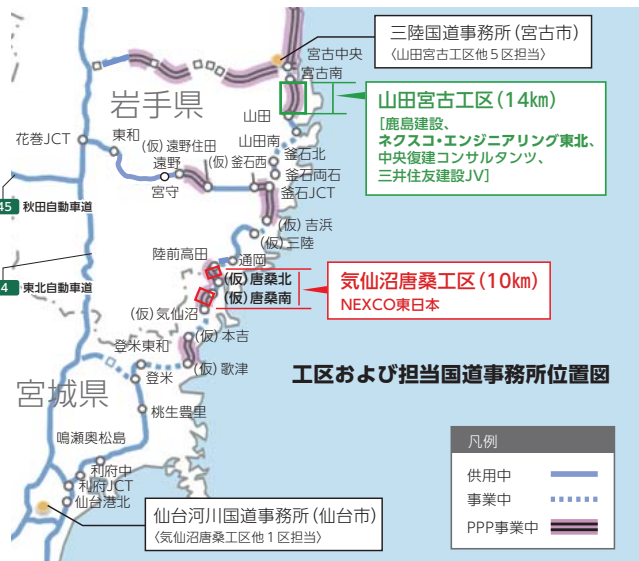 三陸国道事務所（宮古市）
〈山田宮古工区他５区担当〉
宮古中央
宮古南
岩手県
山田
山田宮古工区（14km）
［鹿島建設、
ネクスコ・エンジニアリング東北、
中央復建コンサルタンツ、
三井住友建設JV］
花巻JCT
東和
(仮) 遠野住田
遠野
(仮) 釜石西
宮守
山田南
釜石北
釜石両石
釜石JCT
45 秋田自動車道
(仮) 吉浜
(仮) 三陸
陸前高田
通岡
4 東北自動車道
(仮) 唐桑北
(仮) 唐桑南
気仙沼唐桑工区（10km）
NEXCO東日本
(仮) 気仙沼
(仮) 本吉
登米東和
(仮) 歌津
登米
工区および担当国道事務所位置図
宮城県
桃生豊里
鳴瀬奥松島
利府中
利府JCT
仙台港北
仙台河川国道事務所（仙台市）
〈気仙沼唐桑工区他１区担当〉
凡例
供用中
事業中
PPP事業中